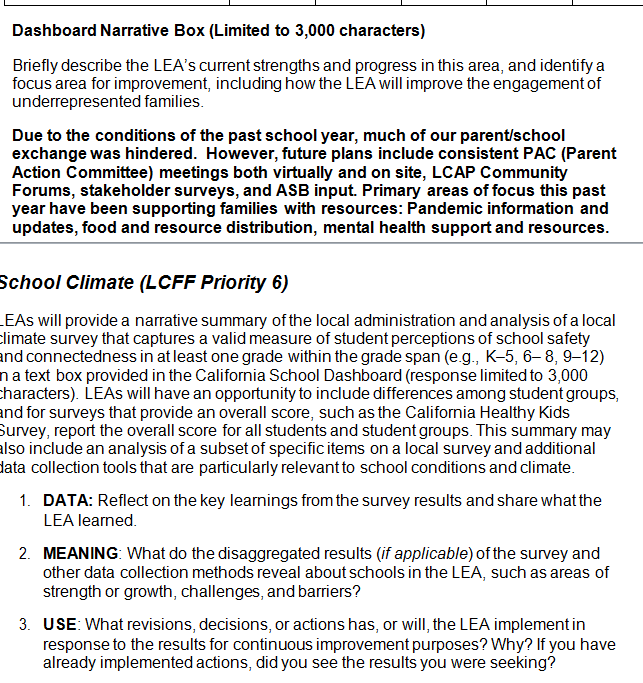 Dashboard Narrative Box (Limited to 3,000 characters)
Briefly describe the LEA's current strengths and progress in this area, and identify a
focus area for improvement, including how the LEA will improve the engagement of
underrepresented families.
Due to the conditions of the past school year, much of our parent/school
exchange was hindered.  However, future plans include consistent PAC (Parent
Action Committee) meetings both virtually and on site, LCAP Community
Forums, stakeholder surveys, and ASB input. Primary areas of focus this past
year have been supporting families with resources: Pandemic information and
updates, food and resource distribution, mental health support and resources.
School Climate (LCFF Priority 6)
LEAs will provide a narrative summary of the local administration and analysis of a local
climate survey that captures a valid measure of student perceptions of school safety
and connectedness in at least one grade within the grade span (e.g., K–5, 6– 8, 9–12)
in a text box provided in the California School Dashboard (response limited to 3,000
characters). LEAs will have an opportunity to include differences among student groups,
and for surveys that provide an overall score, such as the California Healthy Kids
Survey, report the overall score for all students and student groups. This summary may
also include an analysis of a subset of specific items on a local survey and additional
data collection tools that are particularly relevant to school conditions and climate.
1. DATA: Reflect on the key learnings from the survey results and share what the
LEA learned.
2. MEANING: What do the disaggregated results (if applicable) of the survey and
other data collection methods reveal about schools in the LEA, such as areas of
strength or growth, challenges, and barriers?
3. USE: What revisions, decisions, or actions has, or will, the LEA implement in
response to the results for continuous improvement purposes? Why? If you have
already implemented actions, did you see the results you were seeking?